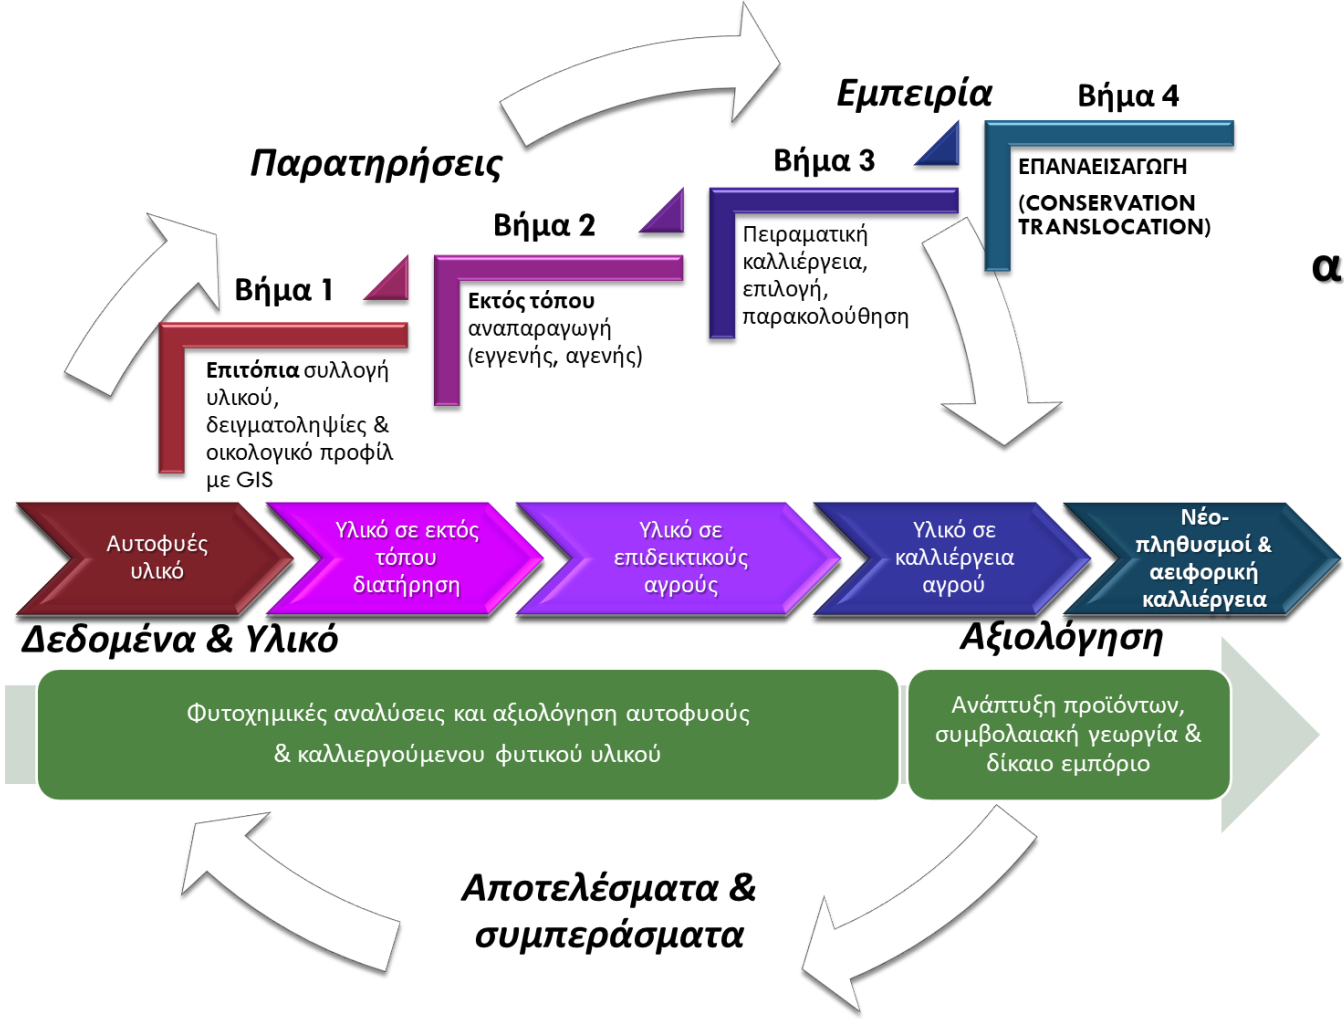 Εμπειρία
Βήμα 4
Παρατηρήσεις
Βήμα 3
ΕΠΑΝΑΕΙΣΑΓΩΓΗ
(CONSERVATION
TRANSLOCATION)
Βήμα 2
Πειραματική
καλλιέργεια,
επιλογή,
παρακολούθηση
α
Βήμα 1
Εκτός τόπου
αναπαραγωγή
(εγγενής, αγενής)
Επιτόπια συλλογή
υλικού,
δειγματοληψίες &
οικολογικό προφίλ
με GIS
Αυτοφυές
υλικό
Υλικό σε εκτός
τόπου
διατήρηση
Υλικό σε
επιδεικτικούς
αγρούς
Υλικό σε
καλλιέργεια
αγρού
Νέο-
πληθυσμοί &
αειφορική
καλλιέργεια
Δεδομένα & Υλικό
Αξιολόγηση
Φυτοχημικές αναλύσεις και αξιολόγηση αυτοφυούς
& καλλιεργούμενου φυτικού υλικού
Ανάπτυξη προϊόντων,
συμβολαιακή γεωργία &
δίκαιο εμπόριο
Αποτελέσματα &
συμπεράσματα